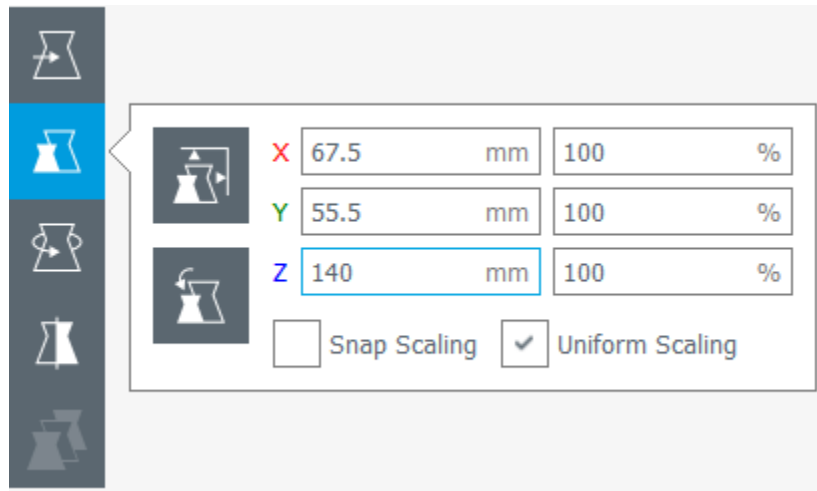 X 67.5 mm 100 %
Y 55.5 mm 100 %
Z 140 mm 100 %
Snap Scaling Uniform Scaling